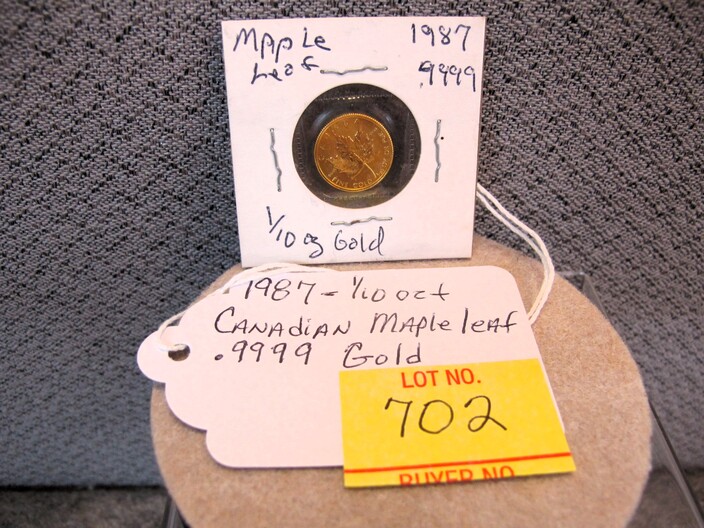 Maple 1987
Leaf .9999
1/10 oz Gold
1987 - 1/10 oct
CANADIAN MAPle leaf
.9999 Gold
LOT NO.
702
BUYER NO